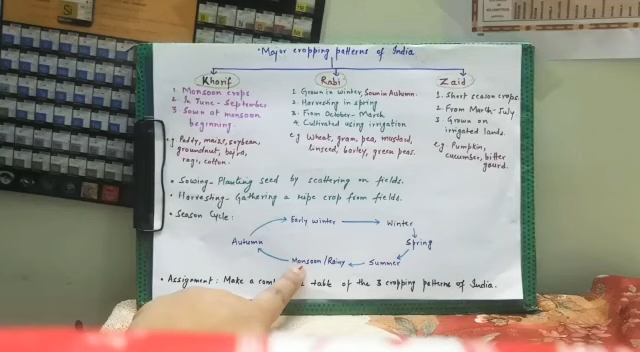 • Major cropping patterns of India
Kharif
1. Monsoon crops
2. In June - September
3. Sown at monsoon
beginning.
e.g. Paddy, maize, soybean,
groundnut, bajra,
ragi, cotton.
Rabi
1. Grown in winter, Sown in Autumn.
2. Harvesting in spring
3. From October - March
4. Cultivated using irrigation
e.g. Wheat, gram, pea, mustard,
linseed, barley, green peas.
Zaid
1. Short season crops.
2. From March - July
3. Grown on
irrigated lands.
e.g. Pumpkin,
cucumber, bitter
gourd.
• Sowing - Planting seed by scattering on fields.
• Harvesting - Gathering a ripe crop from fields.
• Season Cycle:
Early winter
Winter
Spring
Summer
Monsoon / Rainy
Autumn
• Assignment: Make a table of the 3 cropping patterns of India.
Si